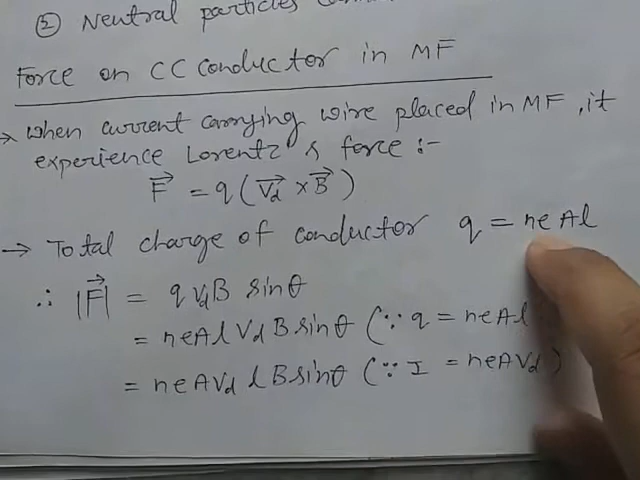 ② Neutral particles
Force on CC conductor in MF
→ When current carrying wire placed in MF, it
experience Lorentz's force :-
F⃗ = q (V⃗d × B⃗)
→ Total charge of conductor q = neAl
∴ |F⃗| = q Vd B sinθ
= neAl Vd B sinθ (∵ q = neAl
= neAVd l B sinθ (∵ I = neAVd)